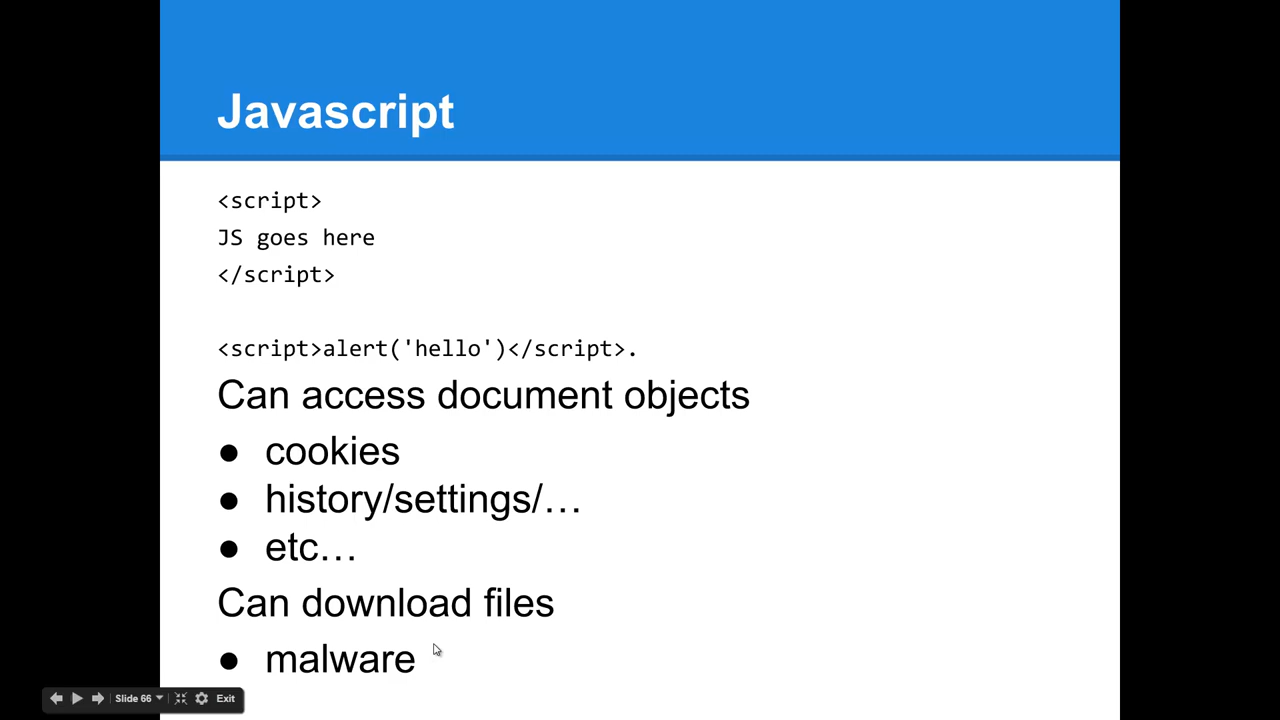 Javascript
<script>
JS goes here
</script>
<script>alert('hello')</script>.
Can access document objects
● cookies
● history/settings/…
● etc…
Can download files
● malware
Slide 66
Exit